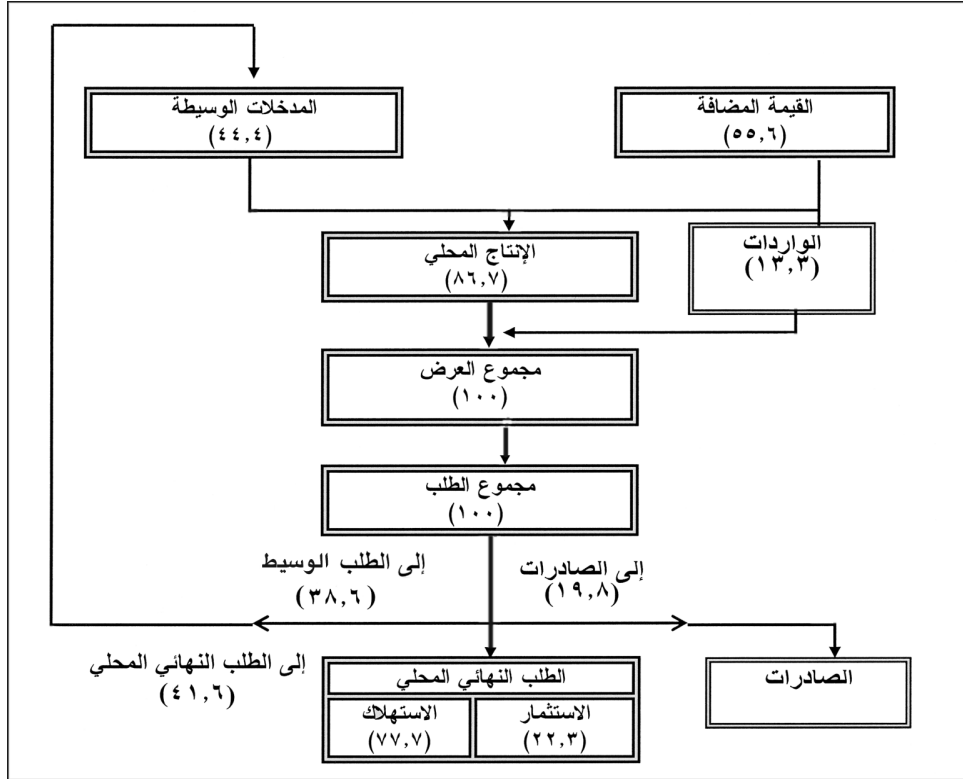 القيمة المضافة
(٥٥,٦)
المدخلات الوسيطة
(٤٤,٤)
الواردات
(١٣,٣)
الإنتاج المحلي
(٨٦,٧)
مجموع العرض
(١٠٠)
مجموع الطلب
(١٠٠)
إلى الصادرات
(١٩,٨)
إلى الطلب الوسيط
(٣٨,٦)
إلى الطلب النهائي المحلي
(٤١,٦)
الصادرات
الطلب النهائي المحلي
الاستثمار
(٢٢,٣)
الاستهلاك
(٧٧,٧)